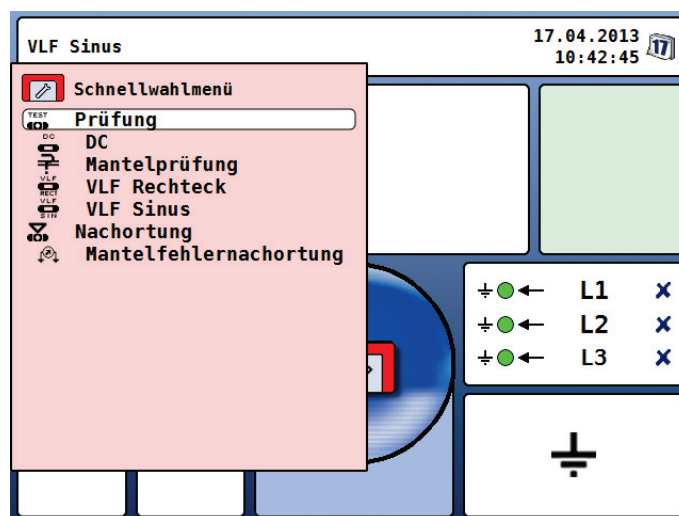 VLF Sinus
17.04.2013
10:42:45
17
Schnellwahlmenü
TEST
Prüfung
DC
DC
Mantelprüfung
VLF
RECT
VLF Rechteck
VLF
SIN
VLF Sinus
Nachortung
Mantelfehlernachortung
L1
L2
L3